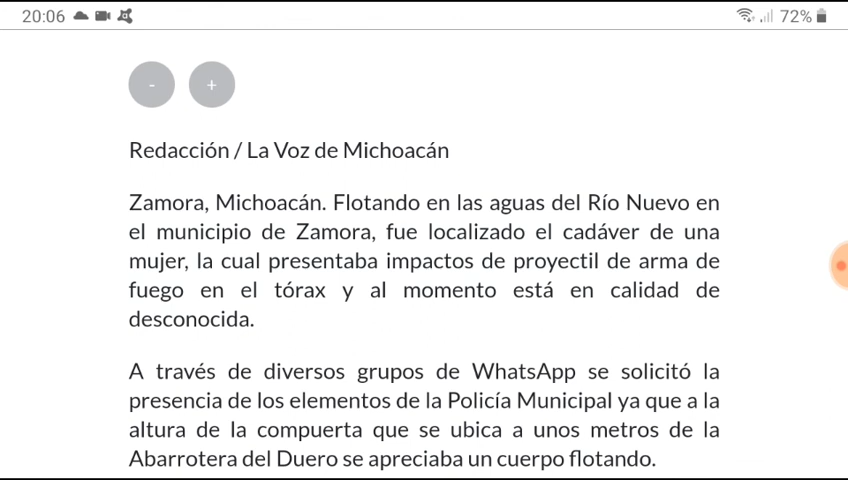 20:06
72%
- +
Redacción / La Voz de Michoacán
Zamora, Michoacán. Flotando en las aguas del Río Nuevo en
el municipio de Zamora, fue localizado el cadáver de una
mujer, la cual presentaba impactos de proyectil de arma de
fuego en el tórax y al momento está en calidad de
desconocida.
A través de diversos grupos de WhatsApp se solicitó la
presencia de los elementos de la Policía Municipal ya que a la
altura de la compuerta que se ubica a unos metros de la
Abarrotera del Duero se apreciaba un cuerpo flotando.